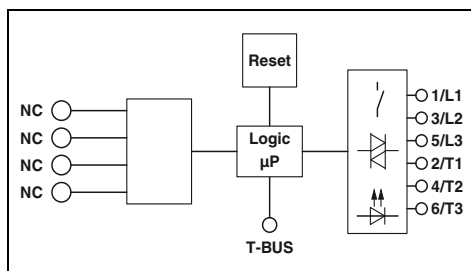 Reset
NC
NC
NC
NC
Logic
µP
T-BUS
1/L1
3/L2
5/L3
2/T1
4/T2
6/T3